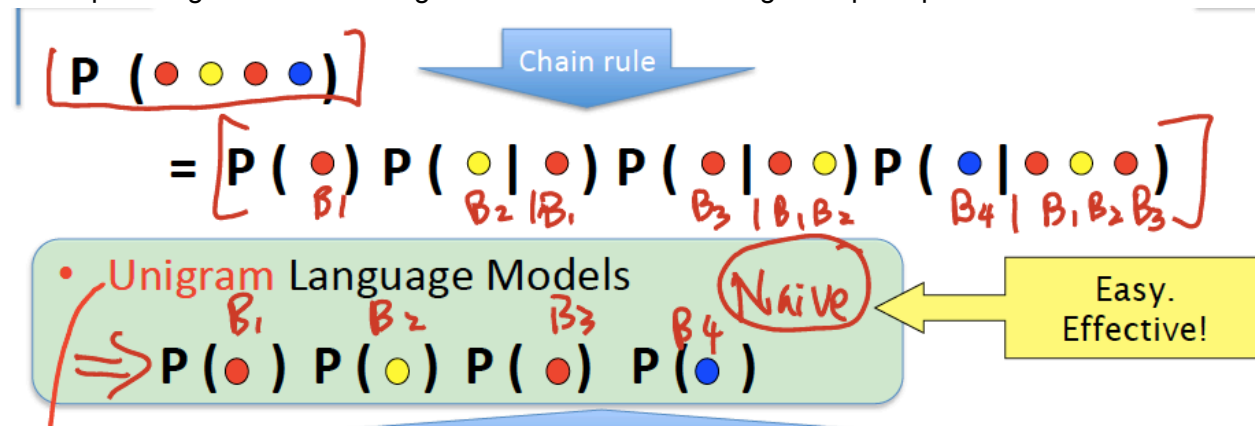 P ( )
Chain rule
= P ( ) P ( | ) P ( | ) P ( | )
B1 B2 | B1 B3 | B1 B2 B4 | B1 B2 B3
• Unigram Language Models
Naive
Easy.
Effective!
B1 B2 B3 B4
⇒ P ( ) P ( ) P ( ) P ( )